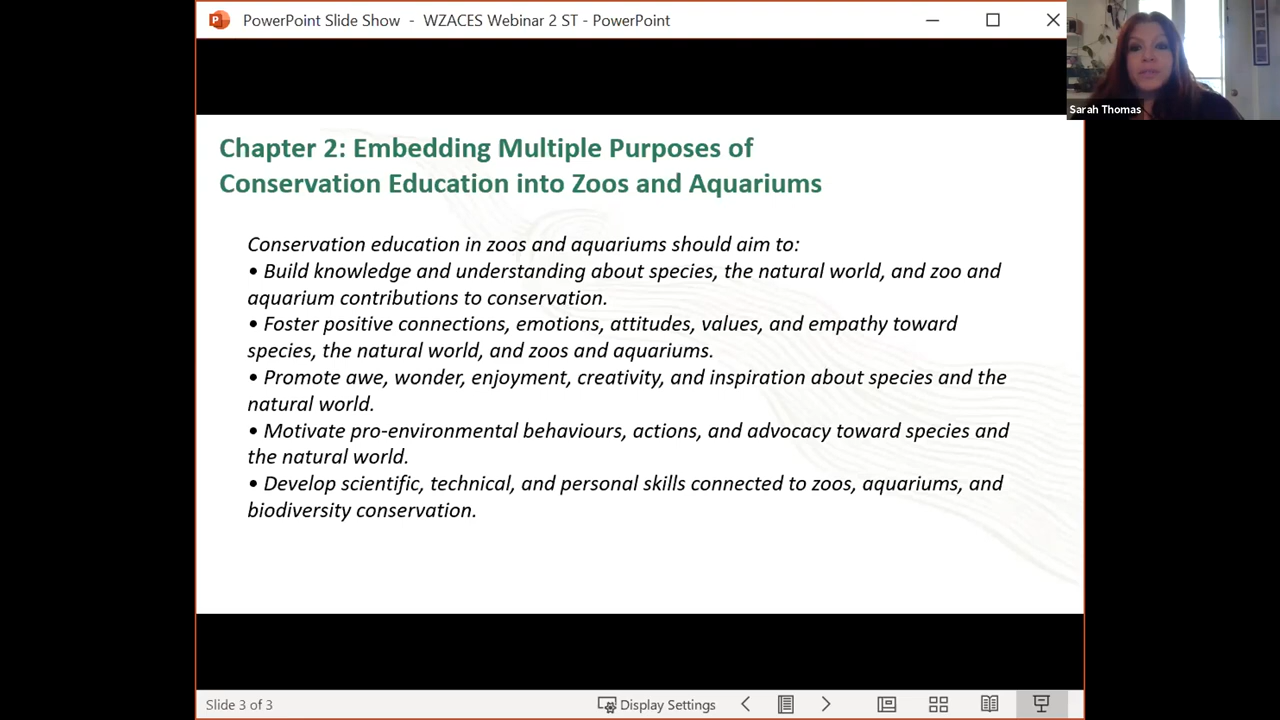 PowerPoint Slide Show - WZACES Webinar 2 ST - PowerPoint
Sarah Thomas
Chapter 2: Embedding Multiple Purposes of
Conservation Education into Zoos and Aquariums
Conservation education in zoos and aquariums should aim to:
• Build knowledge and understanding about species, the natural world, and zoo and
aquarium contributions to conservation.
• Foster positive connections, emotions, attitudes, values, and empathy toward
species, the natural world, and zoos and aquariums.
• Promote awe, wonder, enjoyment, creativity, and inspiration about species and the
natural world.
• Motivate pro-environmental behaviours, actions, and advocacy toward species and
the natural world.
• Develop scientific, technical, and personal skills connected to zoos, aquariums, and
biodiversity conservation.
Slide 3 of 3
Display Settings